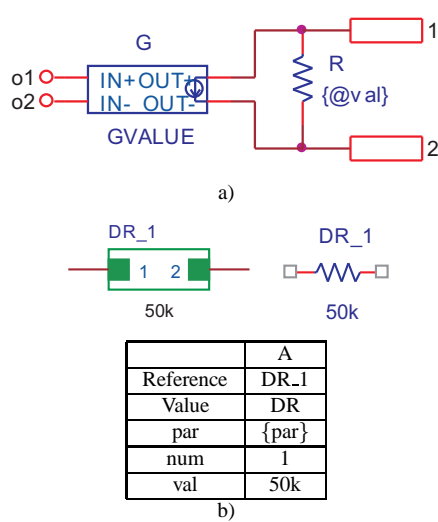 G
1
o1 IN+ OUT+ R
o2 IN- OUT- {@val}
GVALUE
2
a)
DR_1 DR_1
1 2
50k 50k
A
Reference DR_1
Value DR
par {par}
num 1
val 50k
b)